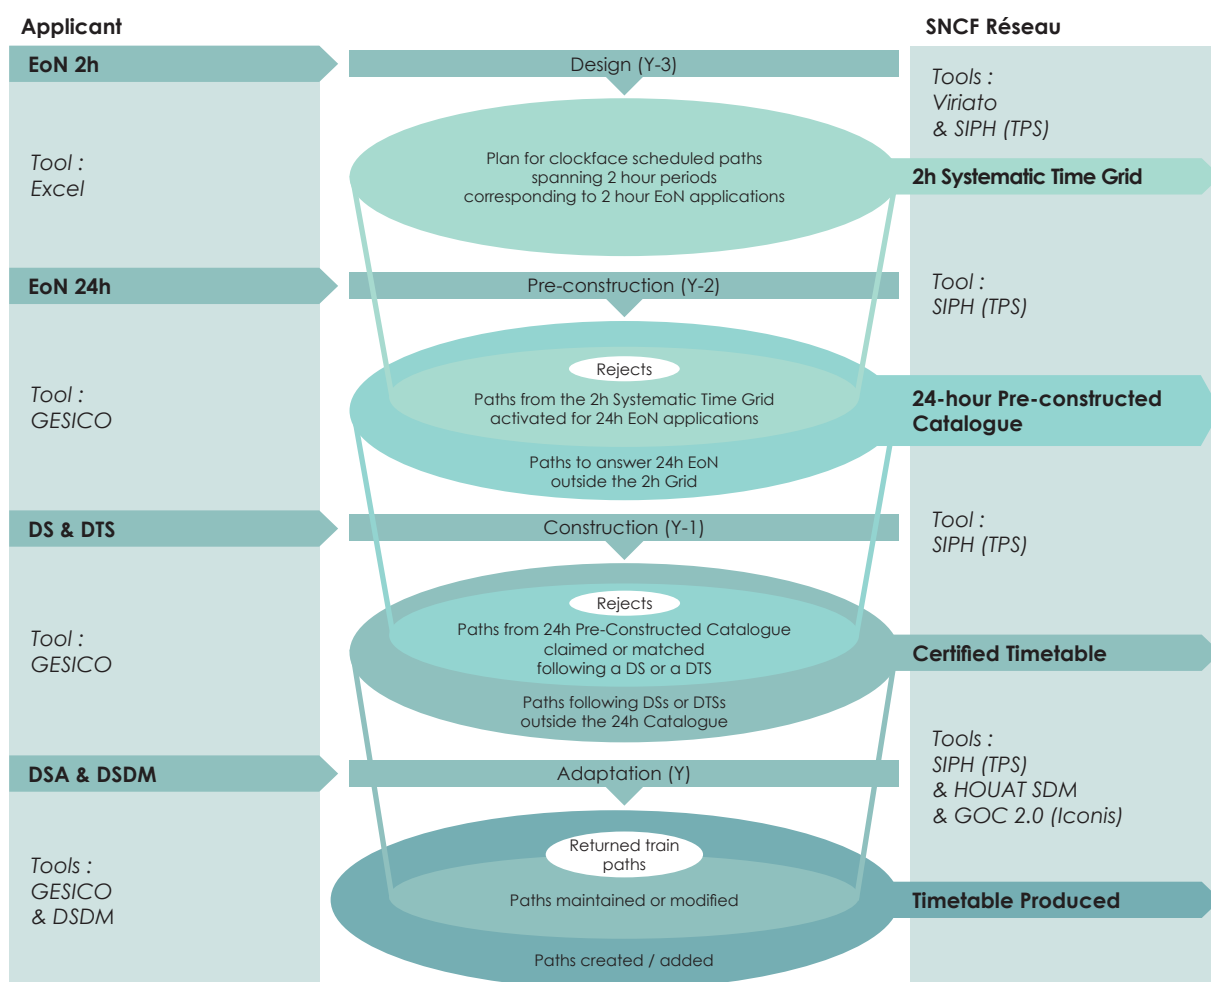 Applicant
SNCF Réseau
EoN 2h
Design (Y-3)
Tools :
Viriato
& SIPH (TPS)
Tool :
Excel
Plan for clockface scheduled paths
spanning 2 hour periods
corresponding to 2 hour EoN applications
2h Systematic Time Grid
EoN 24h
Pre-construction (Y-2)
Tool :
SIPH (TPS)
Tool :
GESICO
Rejects
Paths from the 2h Systematic Time Grid
activated for 24h EoN applications
Paths to answer 24h EoN
outside the 2h Grid
24-hour Pre-constructed
Catalogue
DS & DTS
Construction (Y-1)
Tool :
SIPH (TPS)
Tool :
GESICO
Rejects
Paths from 24h Pre-Constructed Catalogue
claimed or matched
following a DS or a DTS
Paths following DSs or DTSs
outside the 24h Catalogue
Certified Timetable
DSA & DSDM
Adaptation (Y)
Tools :
SIPH (TPS)
& HOUAT SDM
& GOC 2.0 (Iconis)
Tools :
GESICO
& DSDM
Returned train
paths
Paths maintained or modified
Paths created / added
Timetable Produced